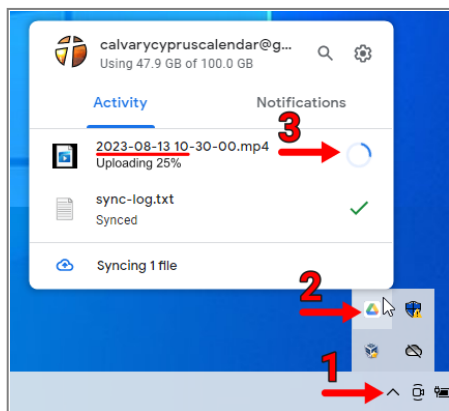 calvarycypruscalendar@g...
Using 47.9 GB of 100.0 GB
Activity Notifications
3
2023-08-13 10-30-00.mp4
Uploading 25%
sync-log.txt
Synced
Syncing 1 file
2
1